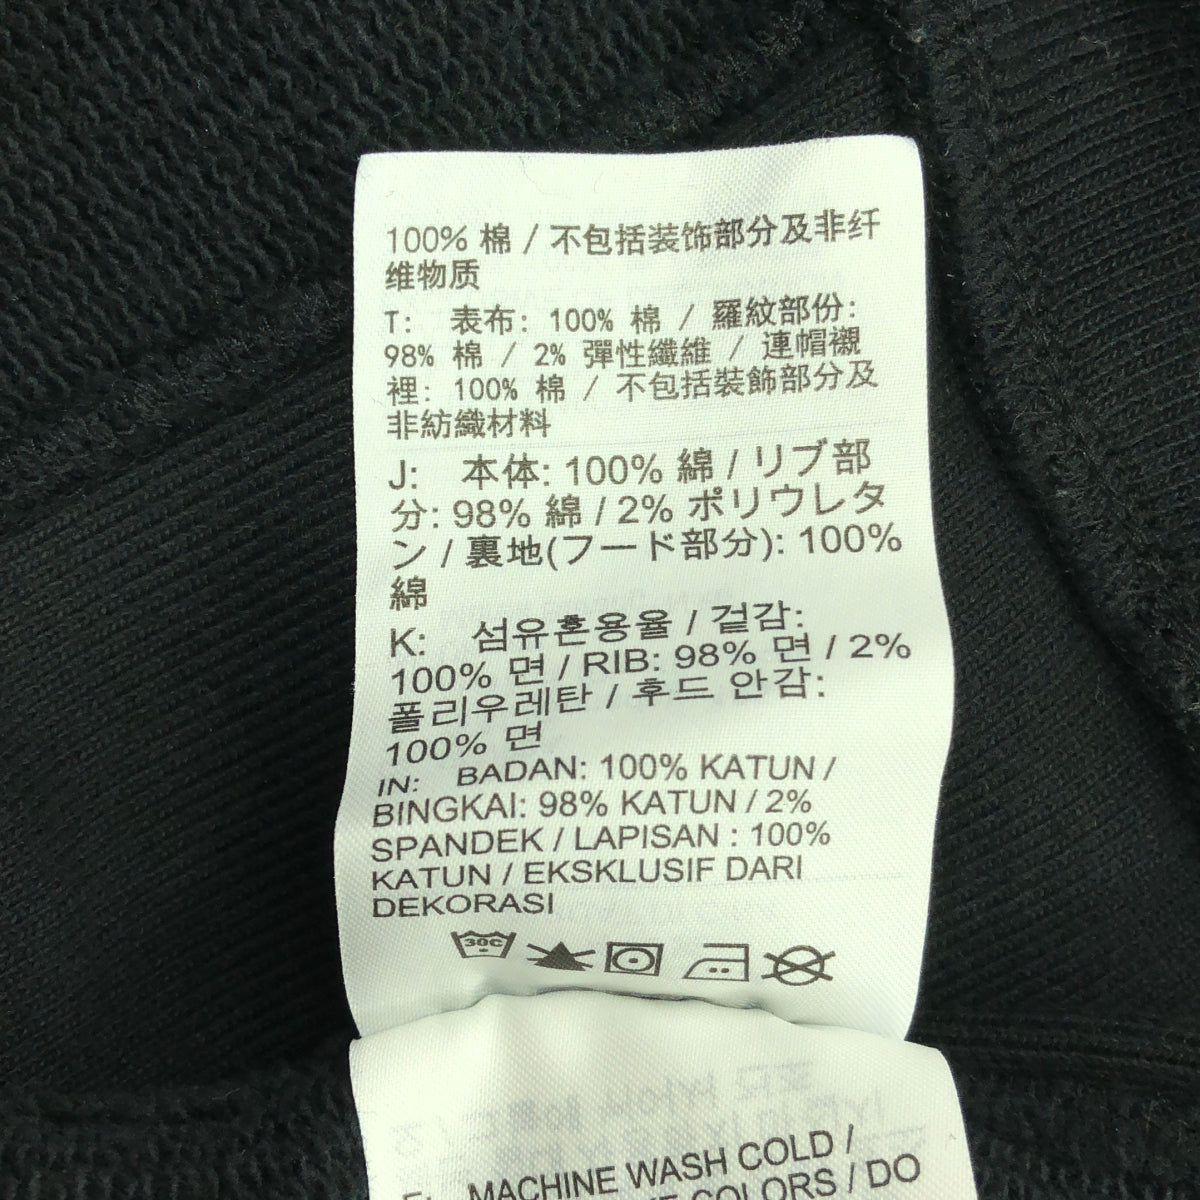 100% 棉 / 不包括装饰部分及非纤
维物质
T: 表布: 100% 棉 / 羅紋部份:
98% 棉 / 2% 彈性纖維 / 連帽襯
裡: 100% 棉 / 不包括裝飾部分及
非紡織材料
J: 本体: 100% 綿 / リブ部
分: 98% 綿 / 2% ポリウレタ
ン / 裏地(フード部分): 100%
綿
K: 섬유혼용율 / 겉감:
100% 면 / RIB: 98% 면 / 2%
폴리우레탄 / 후드 안감:
100% 면
IN: BADAN: 100% KATUN /
BINGKAI: 98% KATUN / 2%
SPANDEK / LAPISAN : 100%
KATUN / EKSKLUSIF DARI
DEKORASI
30C
MACHINE WASH COLD /
COLORS / DO